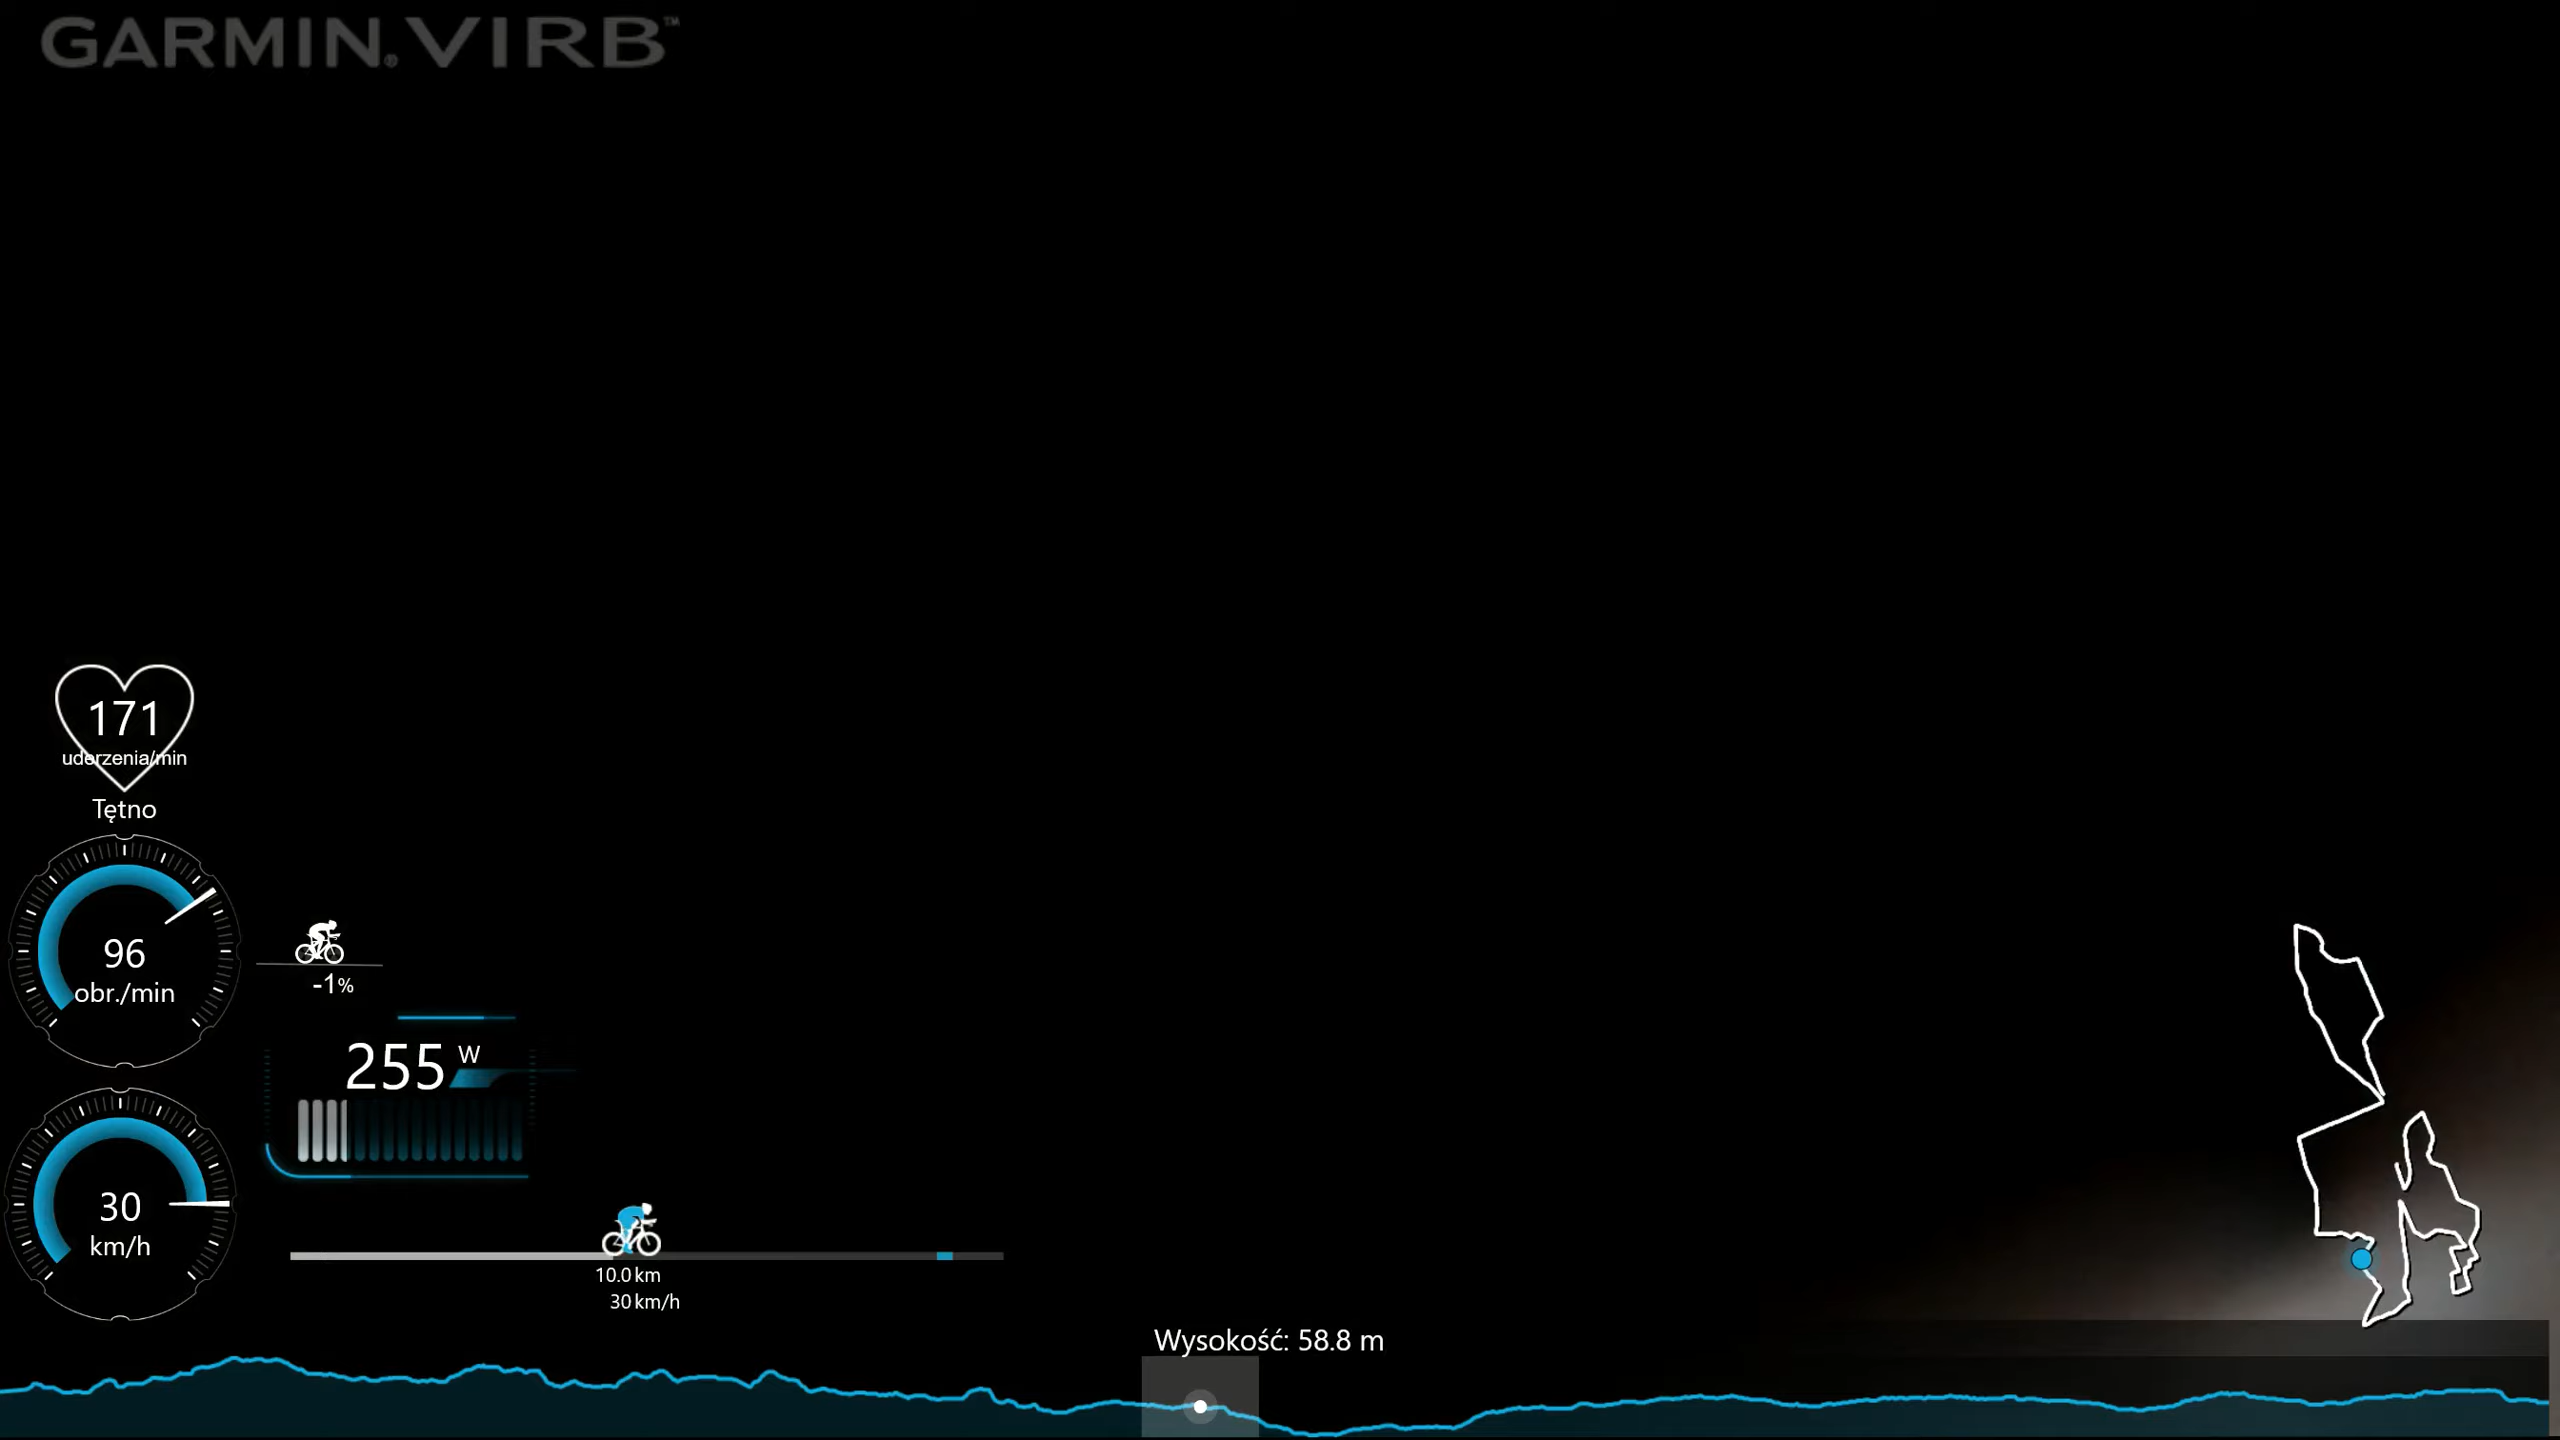 GARMIN® VIRB™
171
uderzenia/min
Tętno
96
obr./min
-1%
255 W
30
km/h
10.0 km
30 km/h
Wysokość: 58.8 m